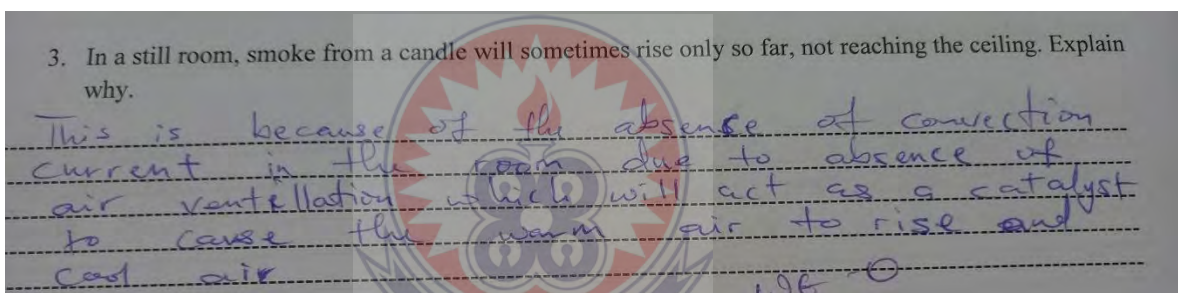 3. In a still room, smoke from a candle will sometimes rise only so far, not reaching the ceiling. Explain
why.
This is because of the absence of convection
current in the room due to absence of
air ventellation which will act as a catalyst
to cause the warm air to rise and
cool air